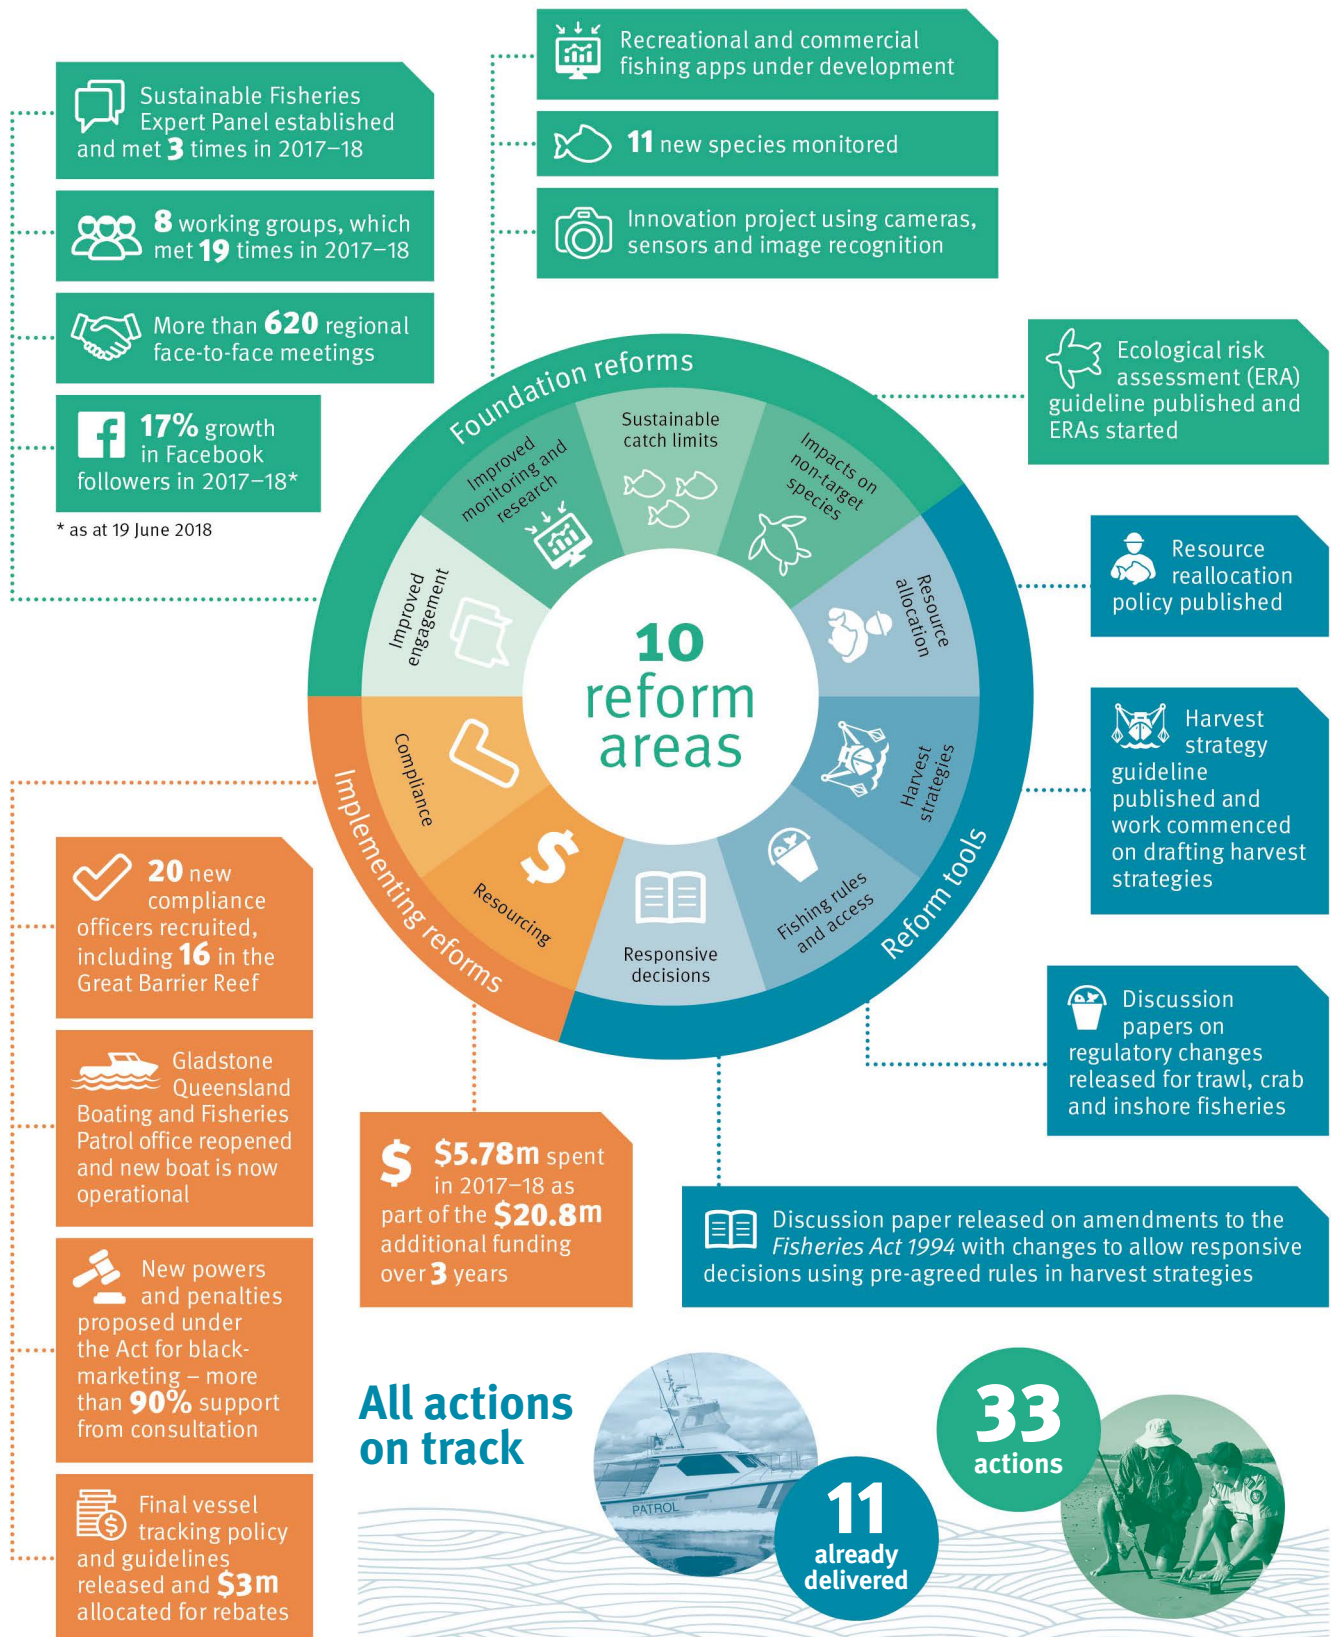 Sustainable Fisheries
Expert Panel established
and met 3 times in 2017–18
8 working groups, which
met 19 times in 2017–18
More than 620 regional
face-to-face meetings
17% growth
in Facebook
followers in 2017–18*
* as at 19 June 2018
Recreational and commercial
fishing apps under development
11 new species monitored
Innovation project using cameras,
sensors and image recognition
Ecological risk
assessment (ERA)
guideline published and
ERAs started
Resource
reallocation
policy published
Harvest
strategy
guideline
published and
work commenced
on drafting harvest
strategies
Discussion
papers on
regulatory changes
released for trawl, crab
and inshore fisheries
Discussion paper released on amendments to the
Fisheries Act 1994 with changes to allow responsive
decisions using pre-agreed rules in harvest strategies
Foundation reforms
Improved
engagement
Improved
monitoring and
research
Sustainable
catch limits
Impacts on
non-target
species
Reform tools
Resource
allocation
Harvest
strategies
Fishing rules
and access
Responsive
decisions
Implementing reforms
Resourcing
Compliance
10
reform
areas
20 new
compliance
officers recruited,
including 16 in the
Great Barrier Reef
Gladstone
Queensland
Boating and Fisheries
Patrol office reopened
and new boat is now
operational
New powers
and penalties
proposed under
the Act for black-
marketing – more
than 90% support
from consultation
Final vessel
tracking policy
and guidelines
released and $3m
allocated for rebates
$ $5.78m spent
in 2017–18 as
part of the $20.8m
additional funding
over 3 years
All actions
on track
PATROL
11
already
delivered
33
actions